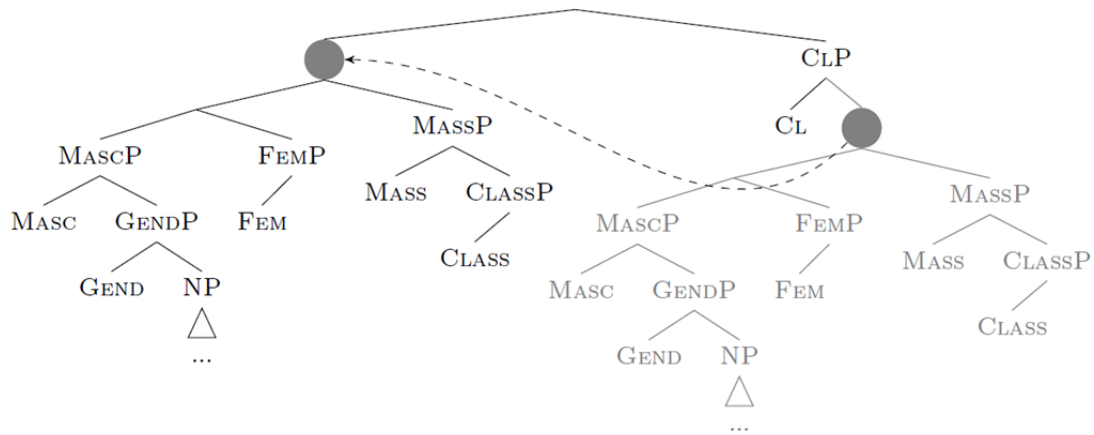 CLP
CL
MASSP
MASCP FEMP
MASS CLASSP
MASSP
MASC GENDP FEM
MASCP FEMP
CLASS
MASS CLASSP
GEND NP
MASC GENDP FEM
CLASS
...
GEND NP
...